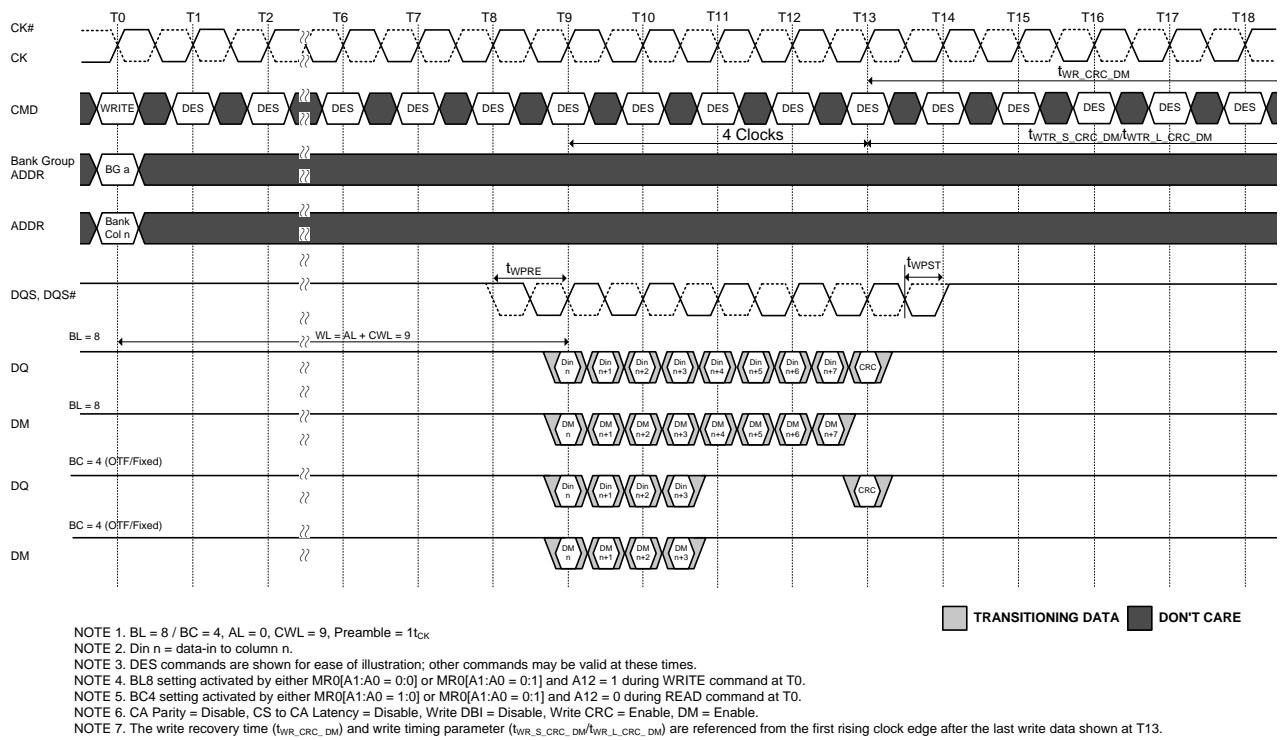 T0 T1 T2 T6 T7 T8 T9 T10 T11 T12 T13 T14 T15 T16 T17 T18
CK#
CK
tWR_CRC_DM
CMD WRITE DES DES DES DES DES DES DES DES DES DES DES DES DES DES DES
4 Clocks tWTR_S_CRC_DM/tWTR_L_CRC_DM
Bank Group
ADDR BG a
ADDR Bank
Col n
tWPRE tWPST
DQS, DQS#
BL = 8 WL = AL + CWL = 9
DQ Din n Din n+1 Din n+2 Din n+3 Din n+4 Din n+5 Din n+6 Din n+7 CRC
BL = 8
DM DM n DM n+1 DM n+2 DM n+3 DM n+4 DM n+5 DM n+6 DM n+7
BC = 4 (OTF/Fixed)
DQ Din n Din n+1 Din n+2 Din n+3 CRC
BC = 4 (OTF/Fixed)
DM DM n DM n+1 DM n+2 DM n+3
TRANSITIONING DATA DON'T CARE
NOTE 1. BL = 8 / BC = 4, AL = 0, CWL = 9, Preamble = 1tCK
NOTE 2. Din n = data-in to column n.
NOTE 3. DES commands are shown for ease of illustration; other commands may be valid at these times.
NOTE 4. BL8 setting activated by either MR0[A1:A0 = 0:0] or MR0[A1:A0 = 0:1] and A12 = 1 during WRITE command at T0.
NOTE 5. BC4 setting activated by either MR0[A1:A0 = 1:0] or MR0[A1:A0 = 0:1] and A12 = 0 during READ command at T0.
NOTE 6. CA Parity = Disable, CS to CA Latency = Disable, Write DBI = Disable, Write CRC = Enable, DM = Enable.
NOTE 7. The write recovery time (tWR_CRC_ DM) and write timing parameter (tWR_S_CRC_ DM/tWR_L_CRC_ DM) are referenced from the first rising clock edge after the last write data shown at T13.